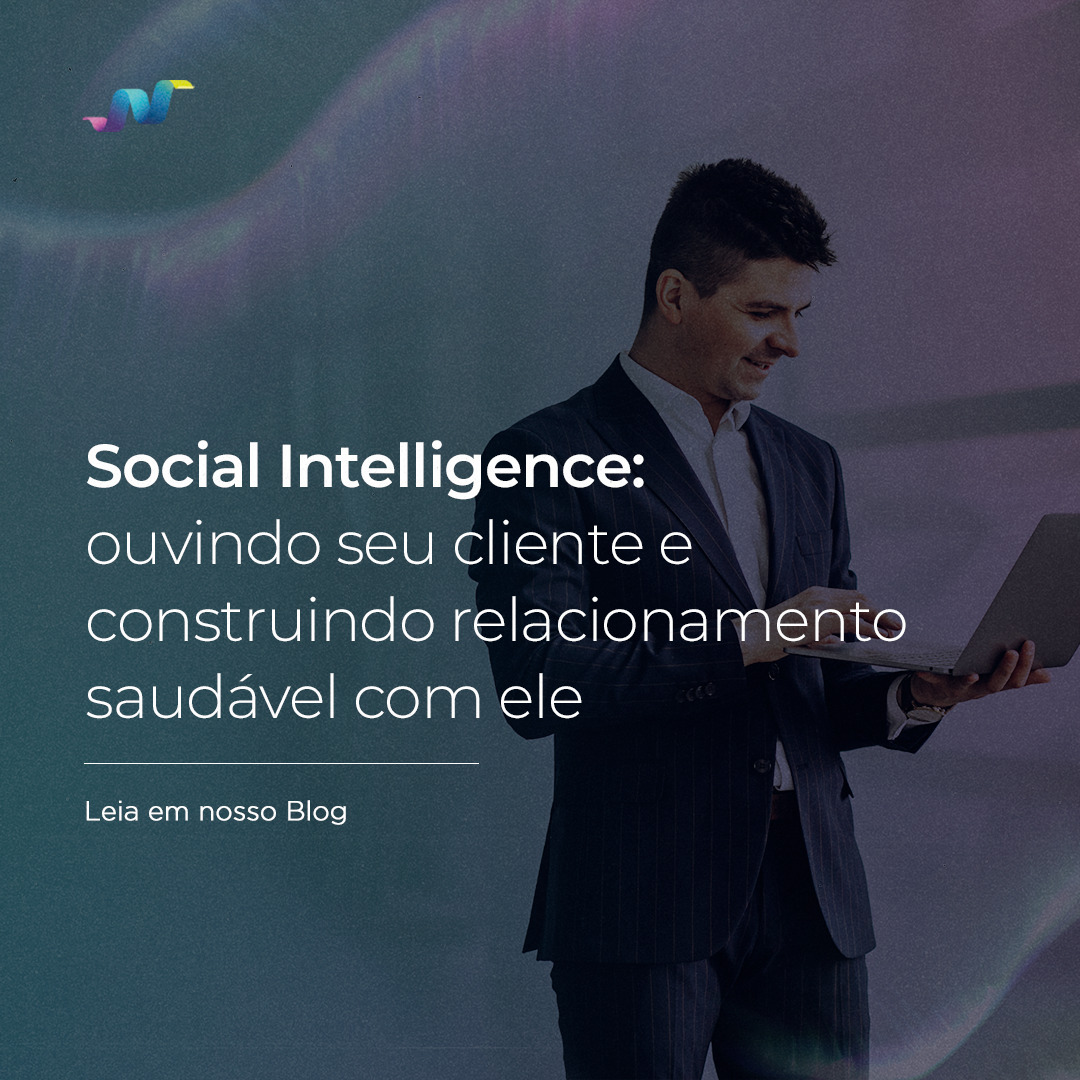 Social Intelligence:
ouvindo seu cliente e
construindo relacionamento
saudável com ele
Leia em nosso Blog